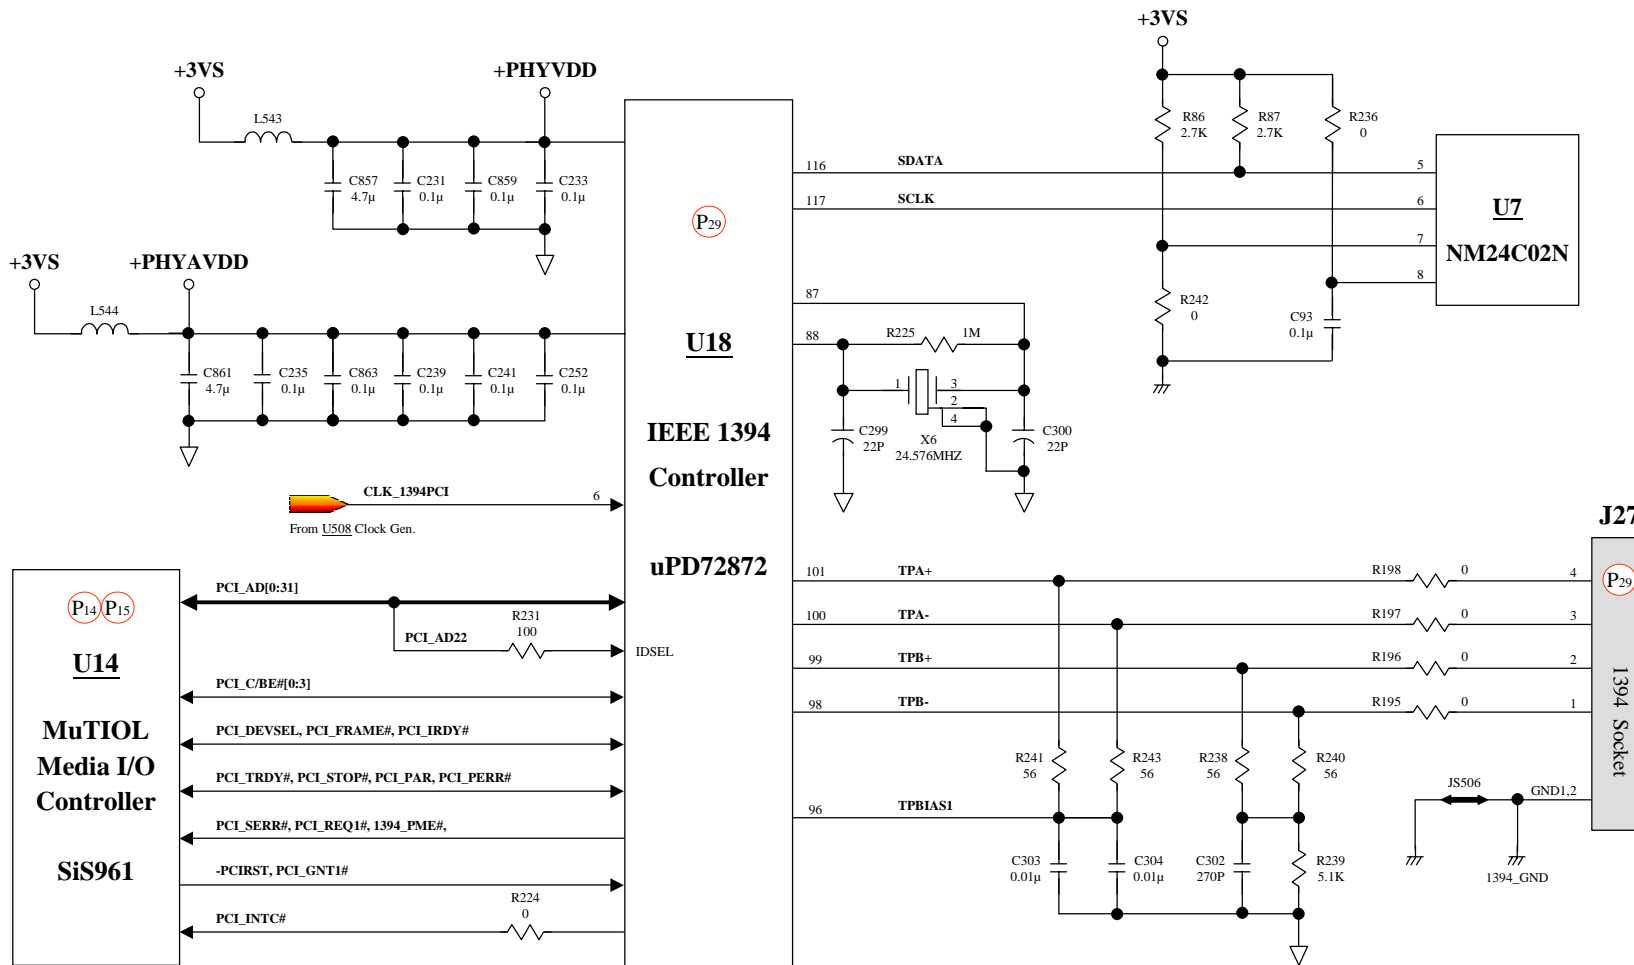 +3VS
+3VS
+PHYVDD
L543
R86
2.7K
R87
2.7K
R236
0
C857
4.7µ
C231
0.1µ
C859
0.1µ
C233
0.1µ
116
SDATA
5
117
SCLK
6
7
8
U7
NM24C02N
P29
+3VS
+PHYAVDD
L544
R242
0
C93
0.1µ
87
88
R225
1M
U18
C861
4.7µ
C235
0.1µ
C863
0.1µ
C239
0.1µ
C241
0.1µ
C252
0.1µ
1
3
2
4
C299
22P
X6
24.576MHZ
C300
22P
IEEE 1394
Controller
uPD72872
CLK_1394PCI
6
From U508 Clock Gen.
J27
P29
1394 Socket
101
TPA+
R198
0
4
100
TPA-
R197
0
3
99
TPB+
R196
0
2
98
TPB-
R195
0
1
P14
P15
U14
MuTIOL
Media I/O
Controller
SiS961
PCI_AD[0:31]
R231
100
PCI_AD22
IDSEL
PCI_C/BE#[0:3]
PCI_DEVSEL, PCI_FRAME#, PCI_IRDY#
PCI_TRDY#, PCI_STOP#, PCI_PAR, PCI_PERR#
PCI_SERR#, PCI_REQ1#, 1394_PME#,
-PCIRST, PCI_GNT1#
R224
0
PCI_INTC#
R241
56
R243
56
R238
56
R240
56
JS506
GND1,2
96
TPBIAS1
C303
0.01µ
C304
0.01µ
C302
270P
R239
5.1K
1394_GND